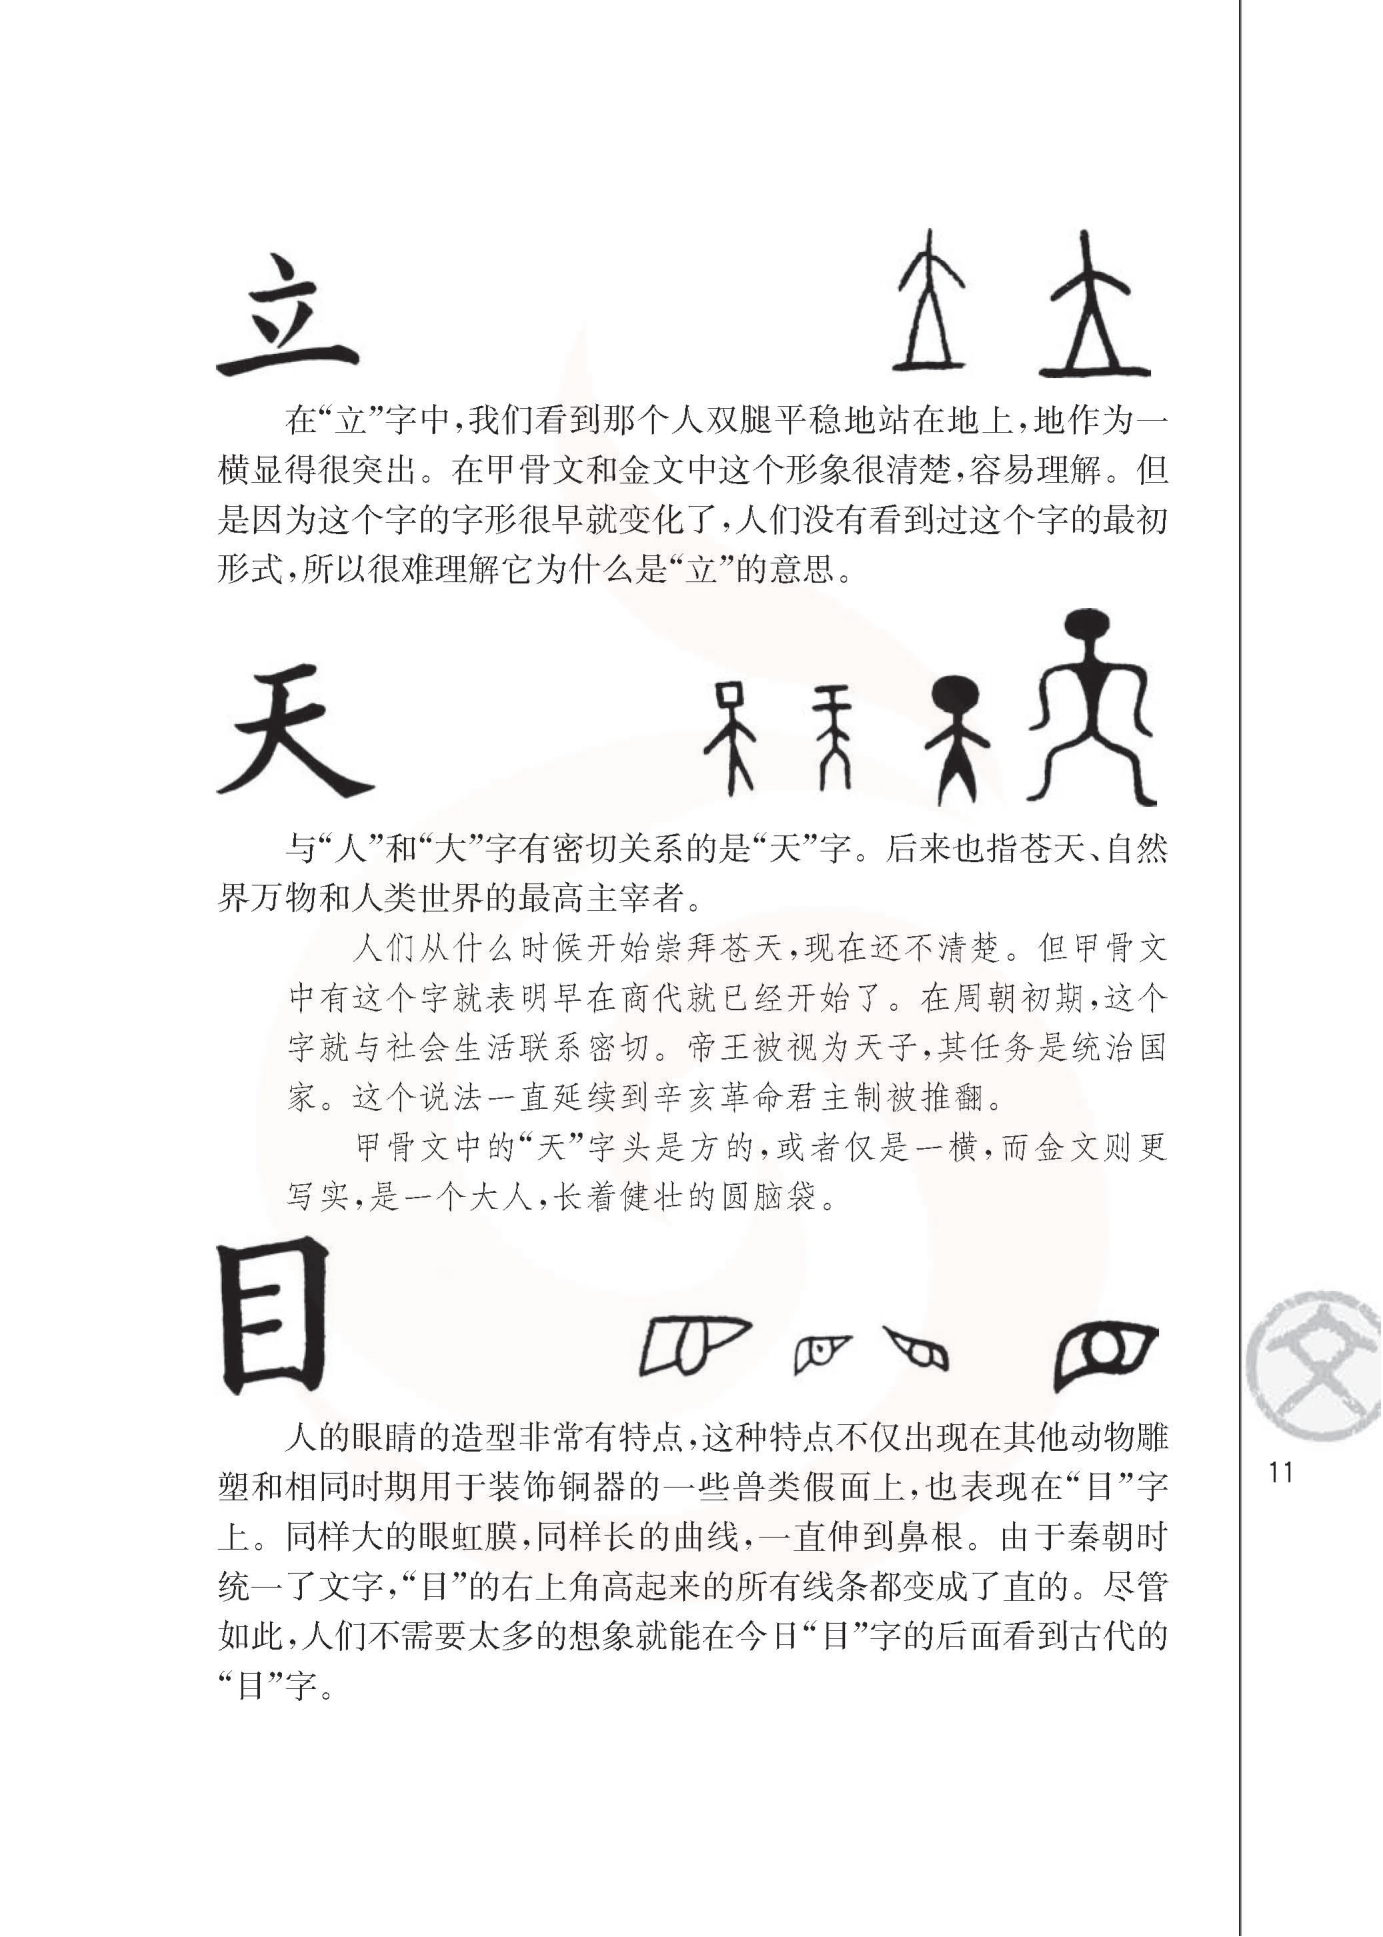 立
在“立”字中，我们看到那个人双腿平稳地站在地上，地作为一
横显得很突出。在甲骨文和金文中这个形象很清楚，容易理解。但
是因为这个字的字形很早就变化了，人们没有看到过这个字的最初
形式，所以很难理解它为什么是“立”的意思。
天
与“人”和“大”字有密切关系的是“天”字。后来也指苍天、自然
界万物和人类世界的最高主宰者。
人们从什么时候开始崇拜苍天，现在还不清楚。但甲骨文
中有这个字就表明早在商代就已经开始了。在周朝初期，这个
字就与社会生活联系密切。帝王被视为天子，其任务是统治国
家。这个说法一直延续到辛亥革命君主制被推翻。
甲骨文中的“天”字头是方的，或者仅是一横，而金文则更
写实，是一个大人，长着健壮的圆脑袋。
目
人的眼睛的造型非常有特点，这种特点不仅出现在其他动物雕
塑和相同时期用于装饰铜器的一些兽类假面上，也表现在“目”字
上。同样大的眼虹膜，同样长的曲线，一直伸到鼻根。由于秦朝时
统一了文字，“目”的右上角高起来的所有线条都变成了直的。尽管
如此，人们不需要太多的想象就能在今日“目”字的后面看到古代的
“目”字。
文
11